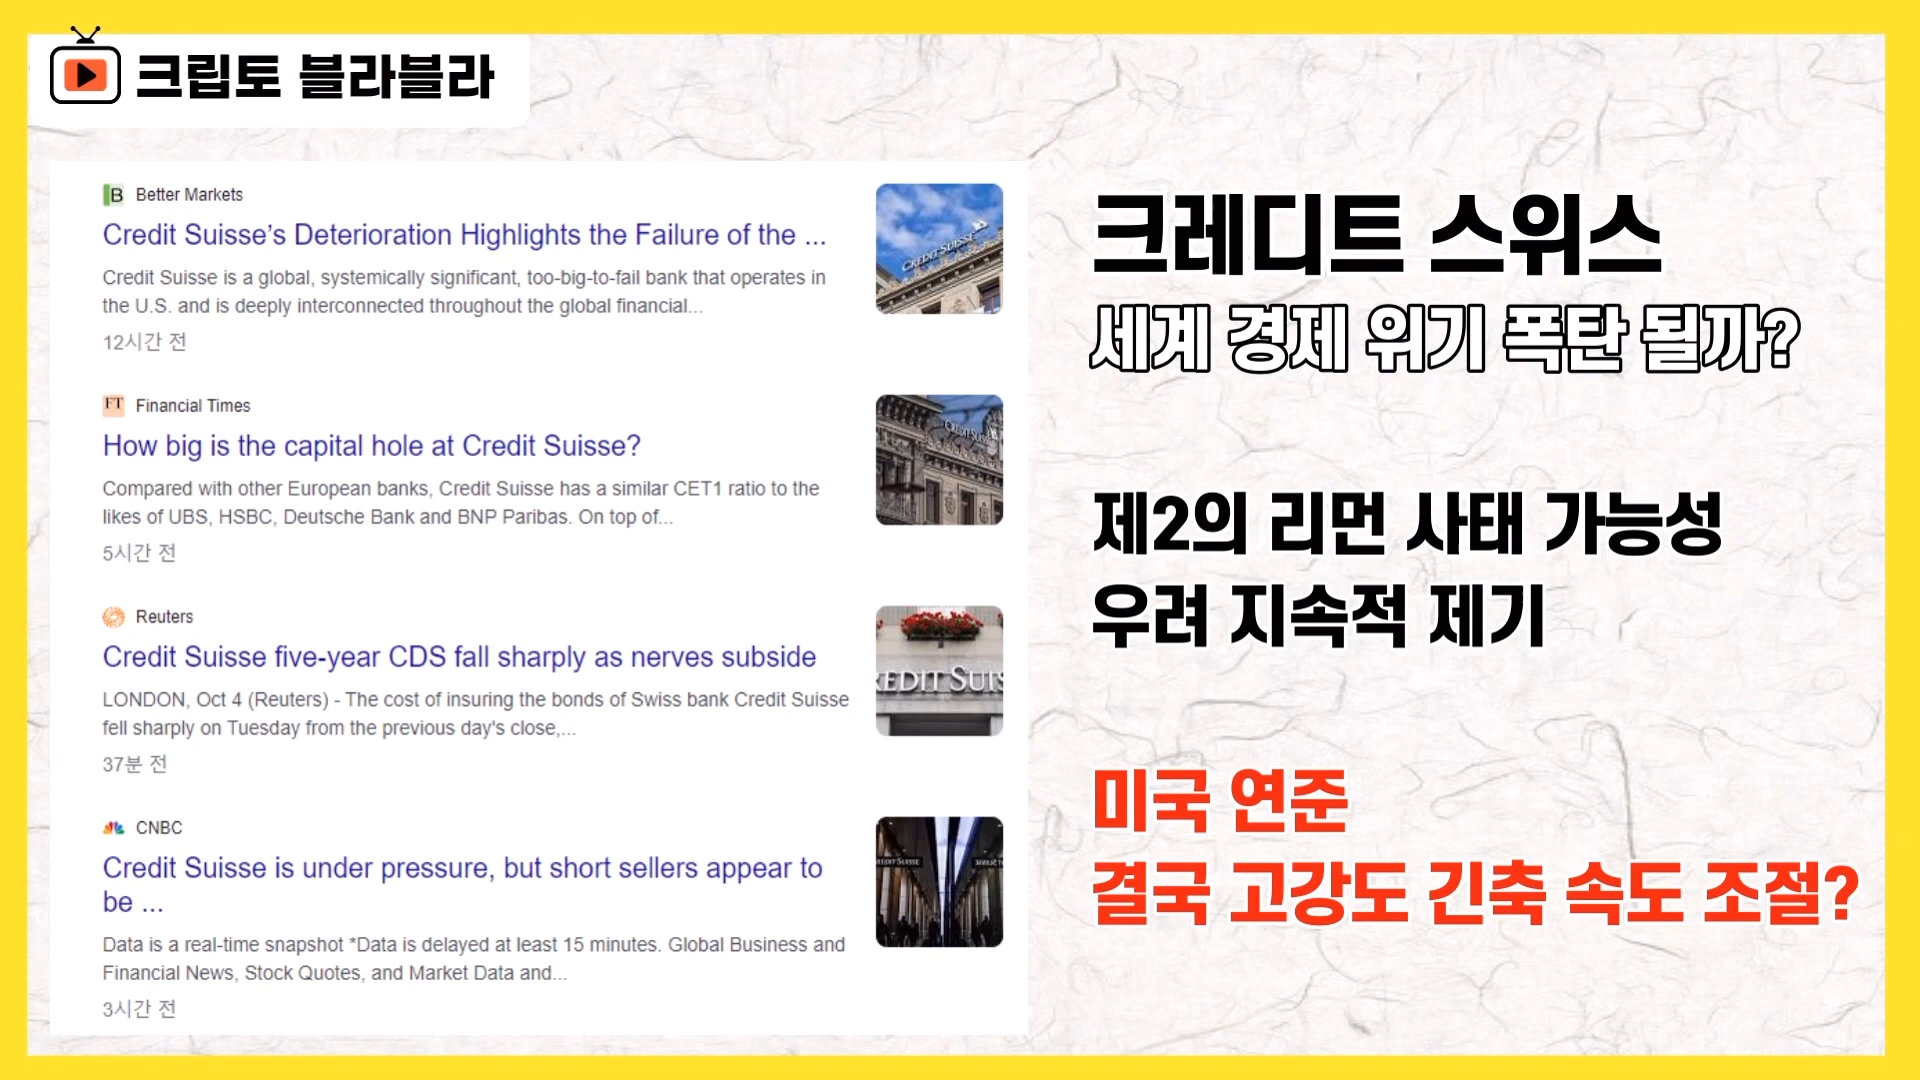 크립토 블라블라
Better Markets
Credit Suisse’s Deterioration Highlights the Failure of the ...
Credit Suisse is a global, systemically significant, too-big-to-fail bank that operates in
the U.S. and is deeply interconnected throughout the global financial...
12시간 전
FT Financial Times
How big is the capital hole at Credit Suisse?
Compared with other European banks, Credit Suisse has a similar CET1 ratio to the
likes of UBS, HSBC, Deutsche Bank and BNP Paribas. On top of...
5시간 전
Reuters
Credit Suisse five-year CDS fall sharply as nerves subside
LONDON, Oct 4 (Reuters) - The cost of insuring the bonds of Swiss bank Credit Suisse
fell sharply on Tuesday from the previous day's close,...
37분 전
CNBC
Credit Suisse is under pressure, but short sellers appear to
be ...
Data is a real-time snapshot *Data is delayed at least 15 minutes. Global Business and
Financial News, Stock Quotes, and Market Data and...
3시간 전
CREDIT SUISSE
크레디트 스위스
세계 경제 위기 폭탄 될까?
제2의 리먼 사태 가능성
우려 지속적 제기
미국 연준
결국 고강도 긴축 속도 조절?